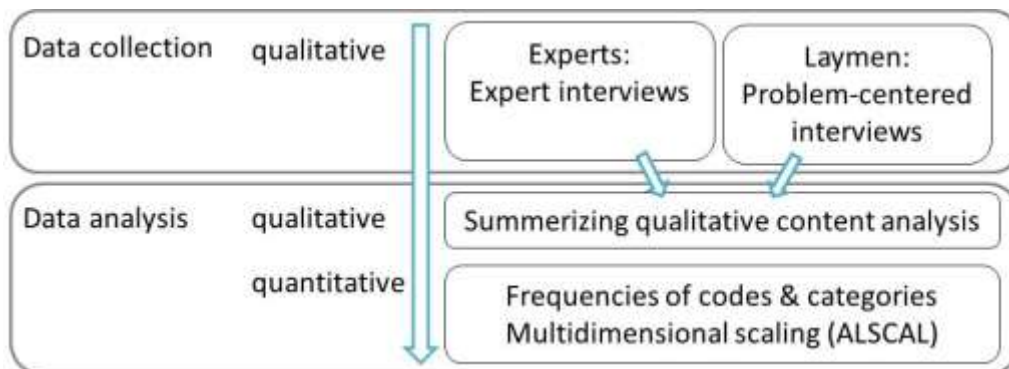 Data collection
qualitative
Experts:
Expert interviews
Laymen:
Problem-centered
interviews
Data analysis
qualitative
Summerizing qualitative content analysis
quantitative
Frequencies of codes & categories
Multidimensional scaling (ALSCAL)